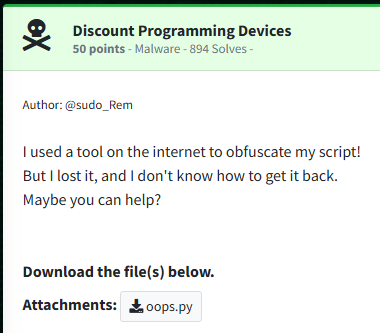 Discount Programming Devices
50 points - Malware - 894 Solves -
Author: @sudo_Rem
I used a tool on the internet to obfuscate my script!
But I lost it, and I don't know how to get it back.
Maybe you can help?
Download the file(s) below.
Attachments: oops.py